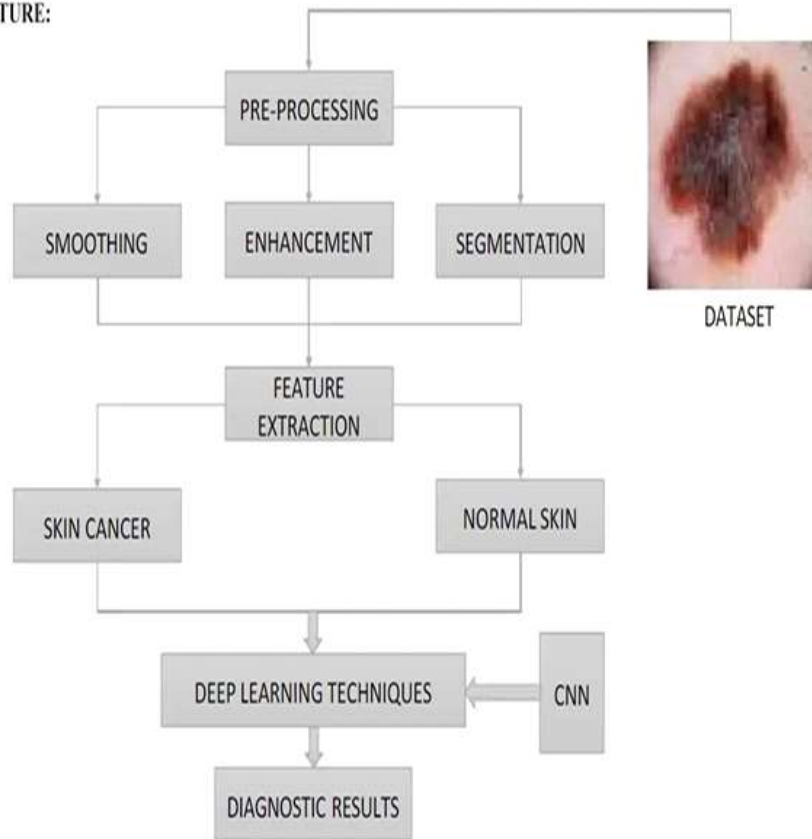 TURE:
PRE-PROCESSING
SMOOTHING
ENHANCEMENT
SEGMENTATION
DATASET
FEATURE
EXTRACTION
SKIN CANCER
NORMAL SKIN
DEEP LEARNING TECHNIQUES
CNN
DIAGNOSTIC RESULTS